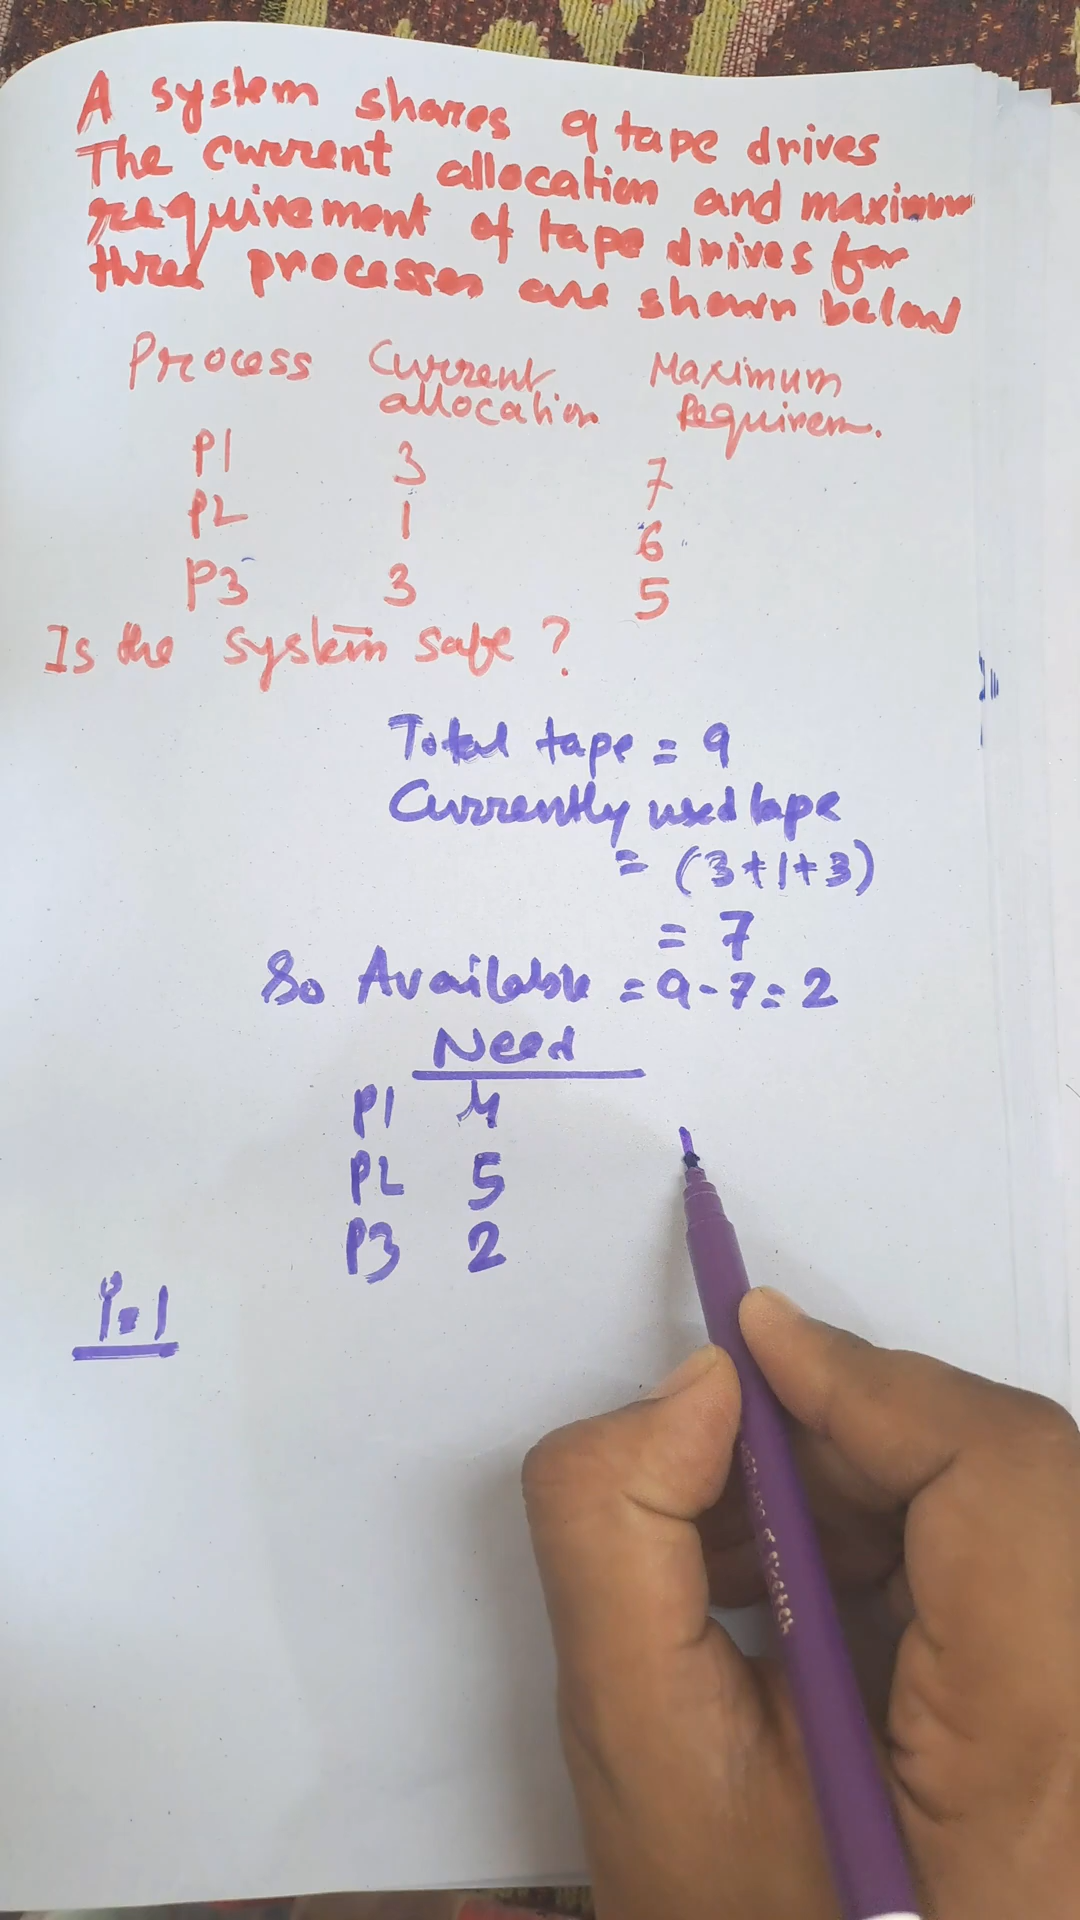 A system shares 9 tape drives
The current allocation and maximum
requirement of tape drives for
three processes are shown below
Process Current allocation Maximum Requirem.
P1 3 7
P2 1 6
P3 3 5
Is the system safe?
Total tape = 9
Currently used tape
= (3+1+3)
= 7
So Available = 9-7=2
Need
P1 4
P2 5
P3 2
i=1